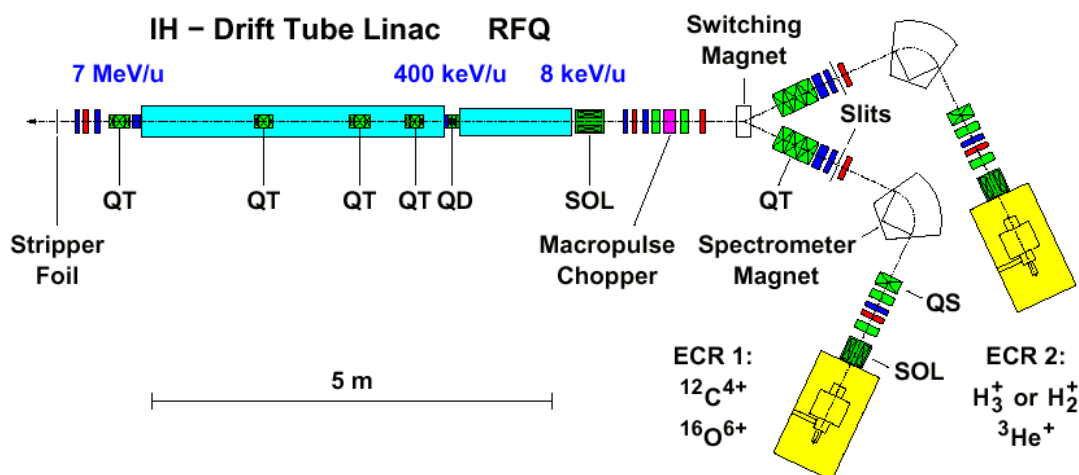 IH – Drift Tube Linac RFQ
Switching
Magnet
7 MeV/u 400 keV/u 8 keV/u
Slits
QT QT QT QD SOL QT
Stripper
Foil
Macropulse
Chopper
Spectrometer
Magnet
QS
SOL
5 m
ECR 1:
¹²C⁴⁺
¹⁶O⁶⁺
ECR 2:
H₃⁺ or H₂⁺
³He⁺